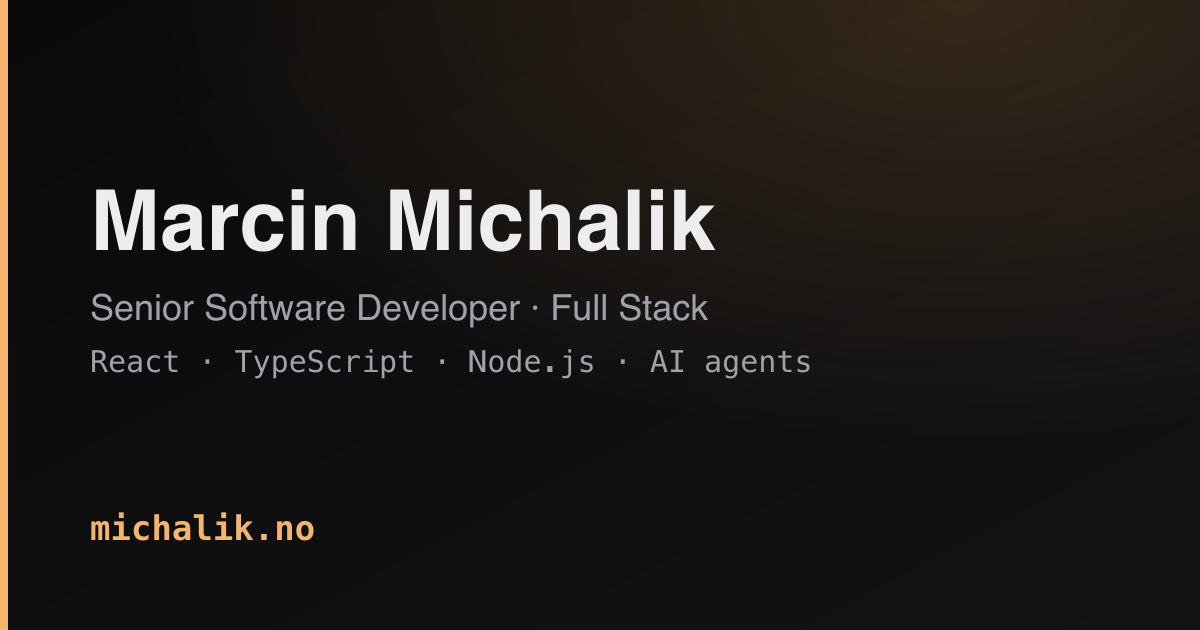 Marcin Michalik
Senior Software Developer · Full Stack
React · TypeScript · Node.js · AI agents
michalik.no